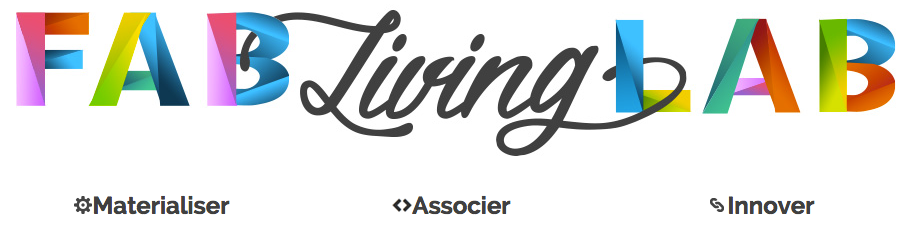 FAB Living LAB
Materialiser Associer Innover